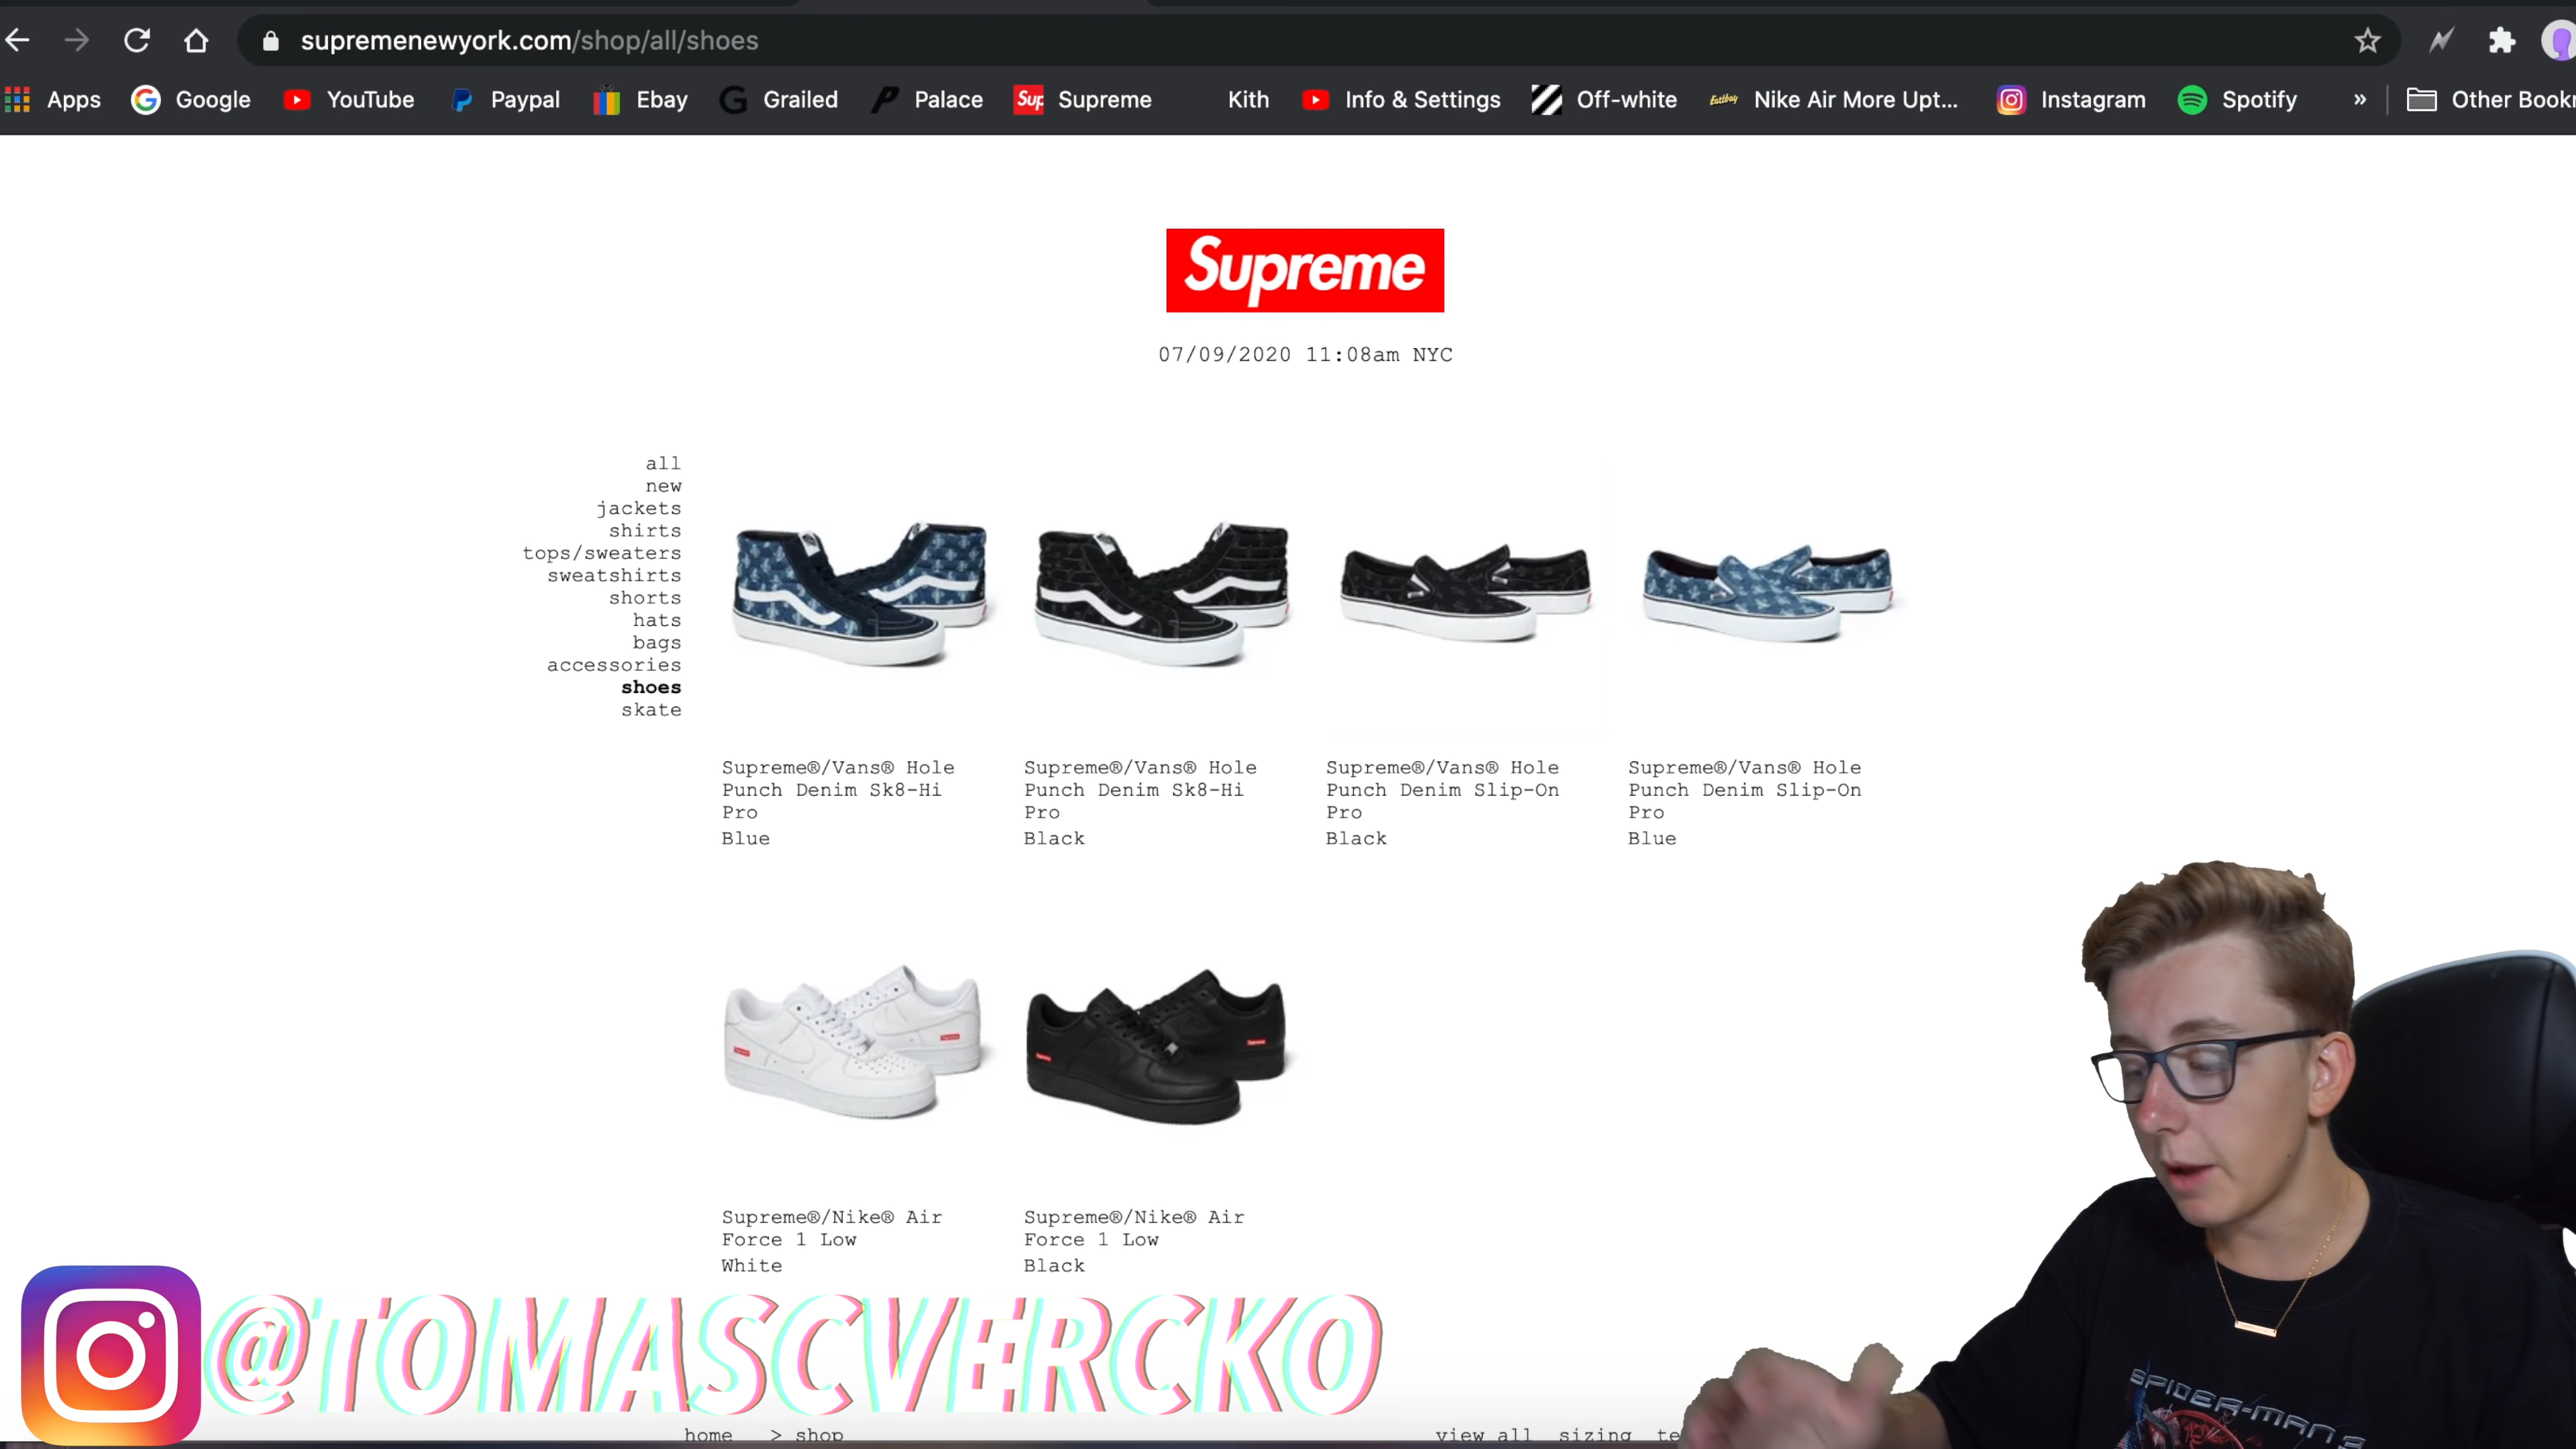 supremenewyork.com/shop/all/shoes
Apps Google YouTube Paypal Ebay Grailed Palace Sup Supreme Kith Info & Settings Off-white Eastbay Nike Air More Upt... Instagram Spotify » Other Bookr
Supreme
07/09/2020 11:08am NYC
all
new
jackets
shirts
tops/sweaters
sweatshirts
shorts
hats
bags
accessories
shoes
skate
Supreme®/Vans® Hole
Punch Denim Sk8-Hi
Pro
Blue
Supreme®/Vans® Hole
Punch Denim Sk8-Hi
Pro
Black
Supreme®/Vans® Hole
Punch Denim Slip-On
Pro
Black
Supreme®/Vans® Hole
Punch Denim Slip-On
Pro
Blue
Supreme®/Nike® Air
Force 1 Low
White
Supreme®/Nike® Air
Force 1 Low
Black
@TOMASCVERCKO
SPIDER-MAN 3
home > shop
view all sizing te